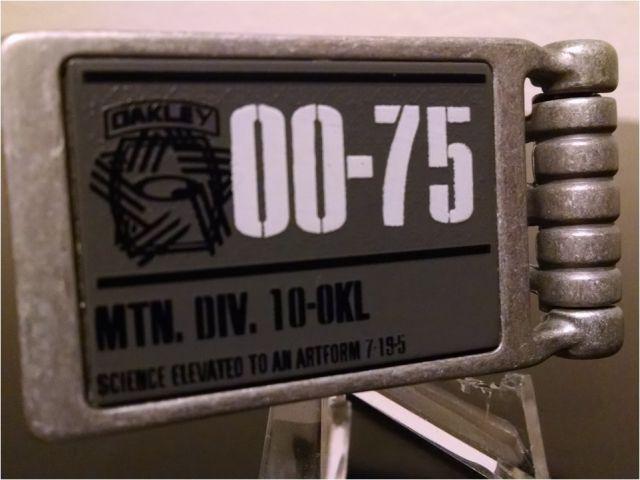 OAKLEY
00-75
MTN. DIV. 10-OKL
SCIENCE ELEVATED TO AN ARTFORM 7-19-5